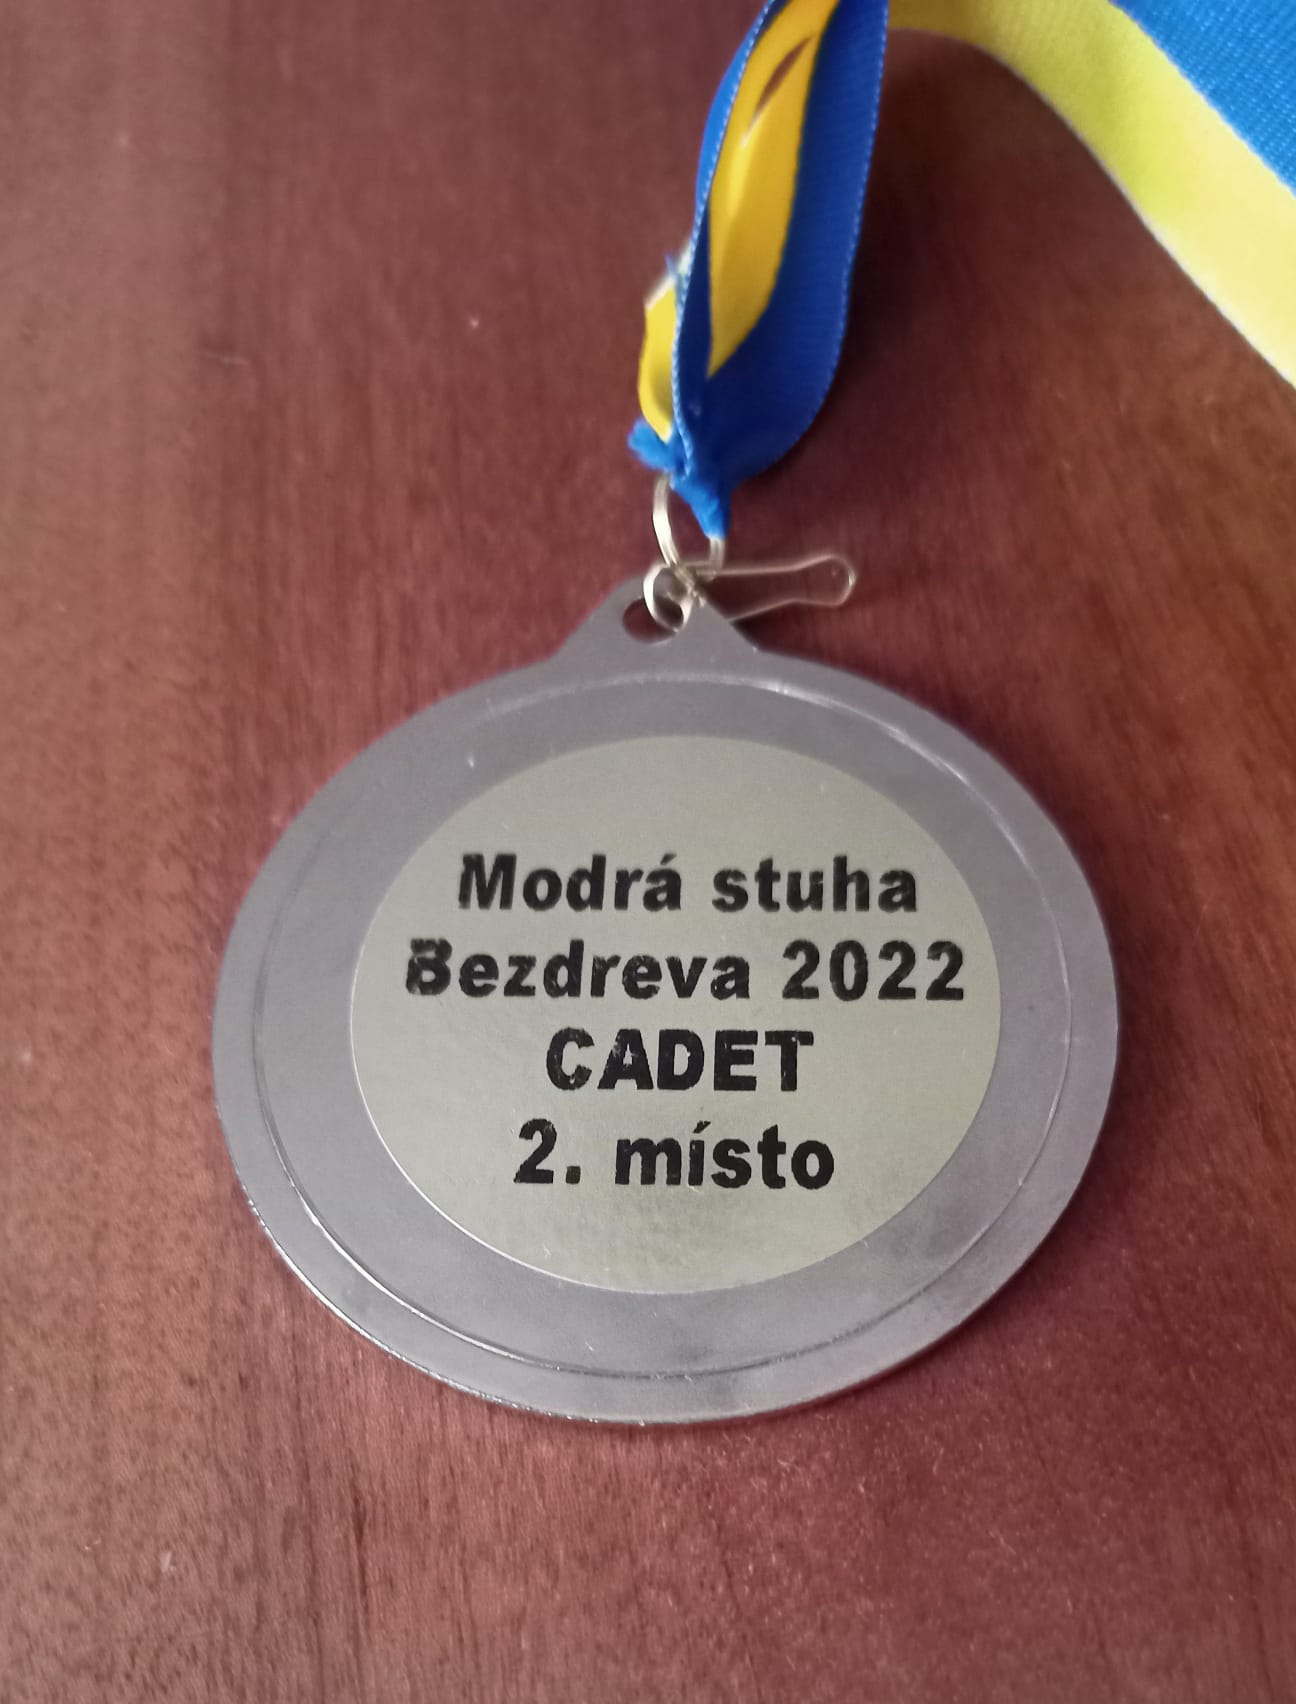 Modrá stuha
Bezdreva 2022
CADET
2. místo